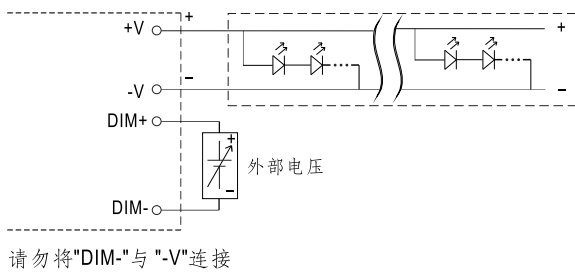 +V
+
+
-V
−
−
DIM+
+
外部电压
−
DIM-
请勿将"DIM-"与 "-V"连接